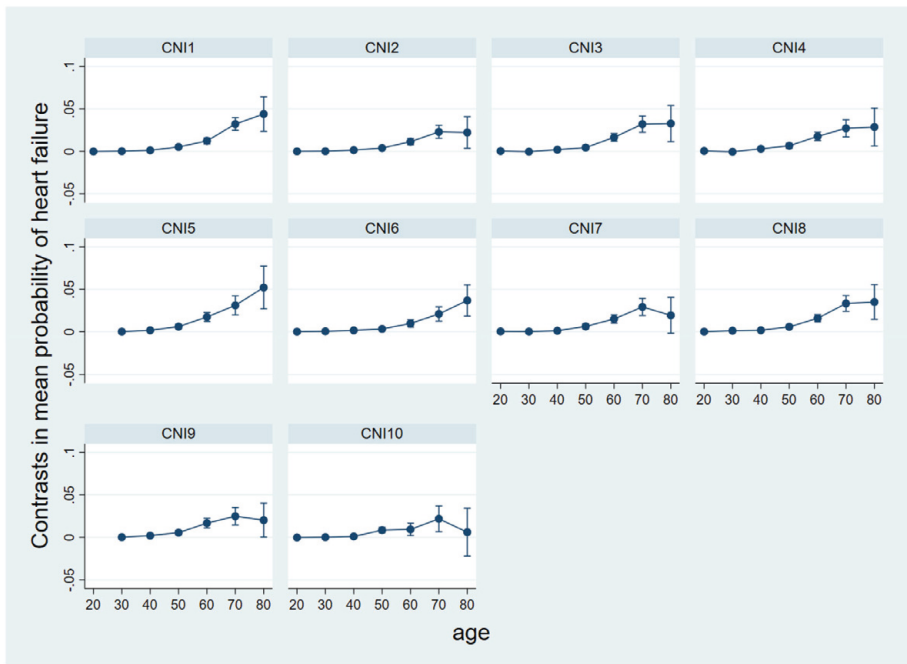 Contrasts in mean probability of heart failure
CNI1 CNI2 CNI3 CNI4
.1
.05
0
-.05
CNI5 CNI6 CNI7 CNI8
.1
.05
0
-.05
20 30 40 50 60 70 80 20 30 40 50 60 70 80
CNI9 CNI10
.1
.05
0
-.05
20 30 40 50 60 70 80 20 30 40 50 60 70 80
age